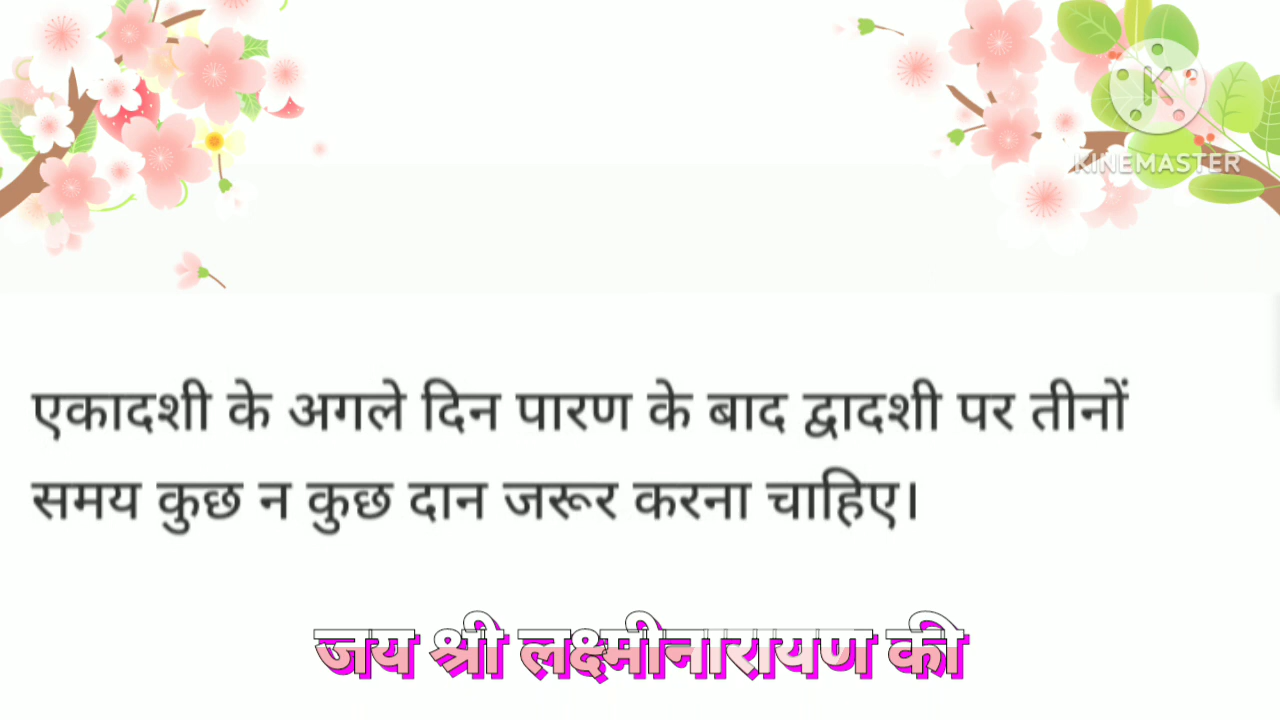 KINEMASTER
एकादशी के अगले दिन पारण के बाद द्वादशी पर तीनों
समय कुछ न कुछ दान जरूर करना चाहिए।
जय श्री लक्ष्मीनारायण की